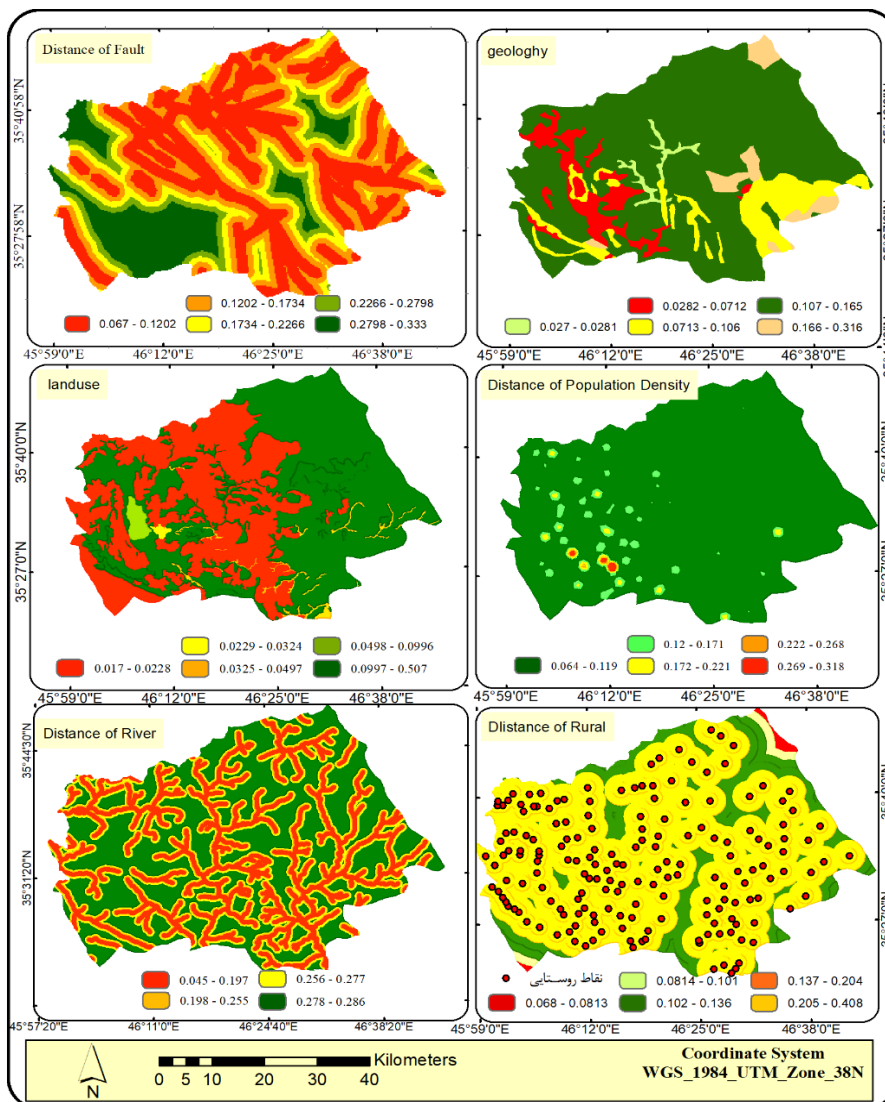 Distance of Fault
35°40'58"N
35°27'58"N
0.1202 - 0.1734
0.2266 - 0.2798
0.067 - 0.1202
0.1734 - 0.2266
0.2798 - 0.333
45°59'0"E
46°12'0"E
46°25'0"E
46°38'0"E
geologhy
0.0282 - 0.0712
0.107 - 0.165
0.027 - 0.0281
0.0713 - 0.106
0.166 - 0.316
45°59'0"E
46°12'0"E
46°25'0"E
46°38'0"E
landuse
35°40'0"N
35°27'0"N
0.0229 - 0.0324
0.0498 - 0.0996
0.017 - 0.0228
0.0325 - 0.0497
0.0997 - 0.507
45°59'0"E
46°12'0"E
46°25'0"E
46°38'0"E
Distance of Population Density
35°40'0"N
35°27'0"N
0.12 - 0.171
0.222 - 0.268
0.064 - 0.119
0.172 - 0.221
0.269 - 0.318
45°59'0"E
46°12'0"E
46°25'0"E
46°38'0"E
Distance of River
35°44'30"N
35°31'20"N
0.045 - 0.197
0.256 - 0.277
0.198 - 0.255
0.278 - 0.286
45°57'20"E
46°11'0"E
46°24'40"E
46°38'20"E
Dlistance of Rural
35°40'0"N
35°27'0"N
نقاط روستایی
0.0814 - 0.101
0.137 - 0.204
0.068 - 0.0813
0.102 - 0.136
0.205 - 0.408
45°59'0"E
46°12'0"E
46°25'0"E
46°38'0"E
N
Kilometers
0 5 10 20 30 40
Coordinate System
WGS_1984_UTM_Zone_38N